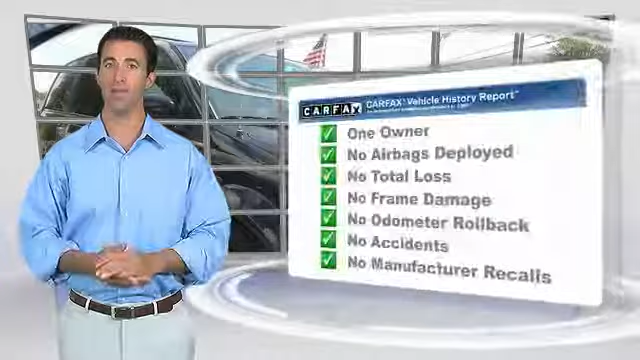 CARFAX CARFAX Vehicle History Report™
One Owner
No Airbags Deployed
No Total Loss
No Frame Damage
No Odometer Rollback
No Accidents
No Manufacturer Recalls